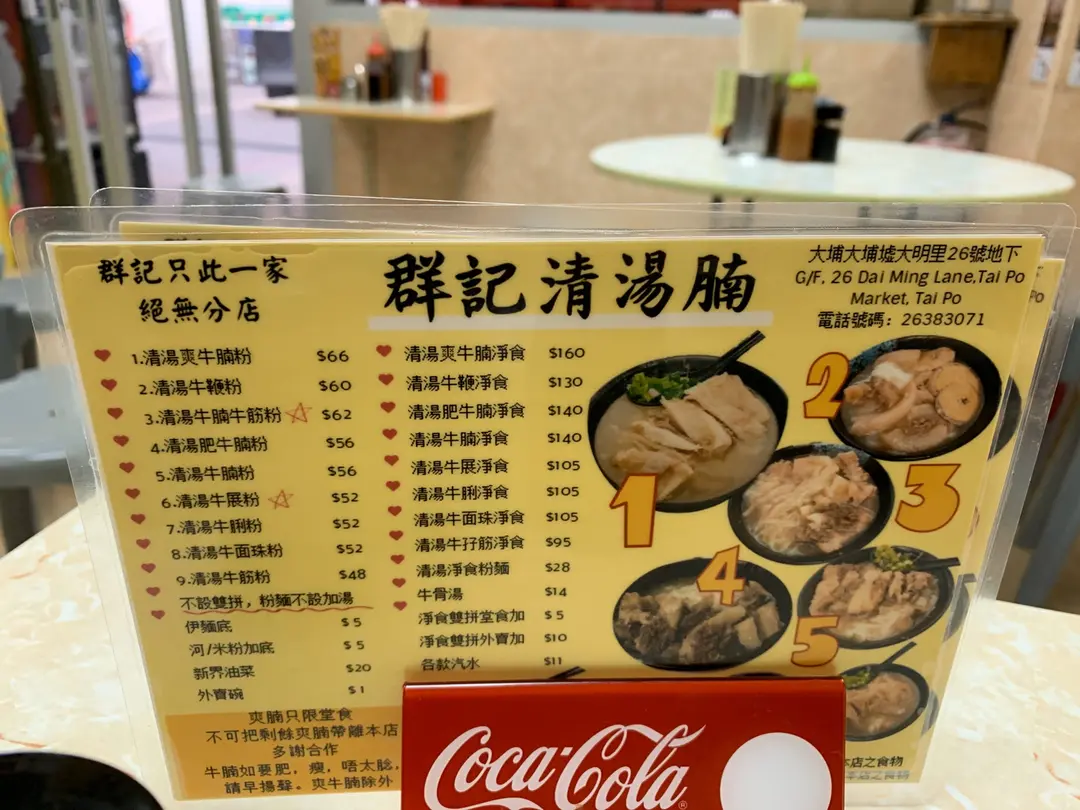 群記只此一家
絕無分店
群記清湯腩
大埔大埔墟大明里26號地下
G/F, 26 Dai Ming Lane,Tai Po
Market, Tai Po
電話號碼：26383071
1.清湯爽牛腩粉 $66
2.清湯牛鞭粉 $60
3.清湯牛腩牛筋粉 $62
4.清湯肥牛腩粉 $56
5.清湯牛腩粉 $56
6.清湯牛展粉 $52
7.清湯牛脷粉 $52
8.清湯牛面珠粉 $52
9.清湯牛筋粉 $48
不設雙拼，粉麵不設加湯
伊麵底 $5
河/米粉加底 $5
新界油菜 $20
外賣碗 $1
爽腩只限堂食
不可把剩餘爽腩帶離本店
多謝合作
牛腩如要肥，瘦，唔太腍，
請早揚聲。爽牛腩除外
清湯爽牛腩淨食 $160
清湯牛鞭淨食 $130
清湯肥牛腩淨食 $140
清湯牛腩淨食 $140
清湯牛展淨食 $105
清湯牛脷淨食 $105
清湯牛面珠淨食 $105
清湯牛孖筋淨食 $95
清湯淨食粉麵 $28
牛骨湯 $14
淨食雙拼堂食加 $5
淨食雙拼外賣加 $10
各款汽水 $11
1
2
3
4
5
本店之食物
Coca-Cola